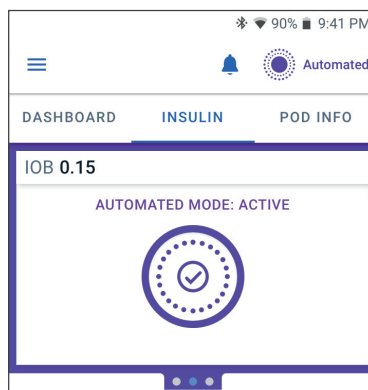 90% 9:41 PM
Automated
DASHBOARD INSULIN POD INFO
IOB 0.15
AUTOMATED MODE: ACTIVE